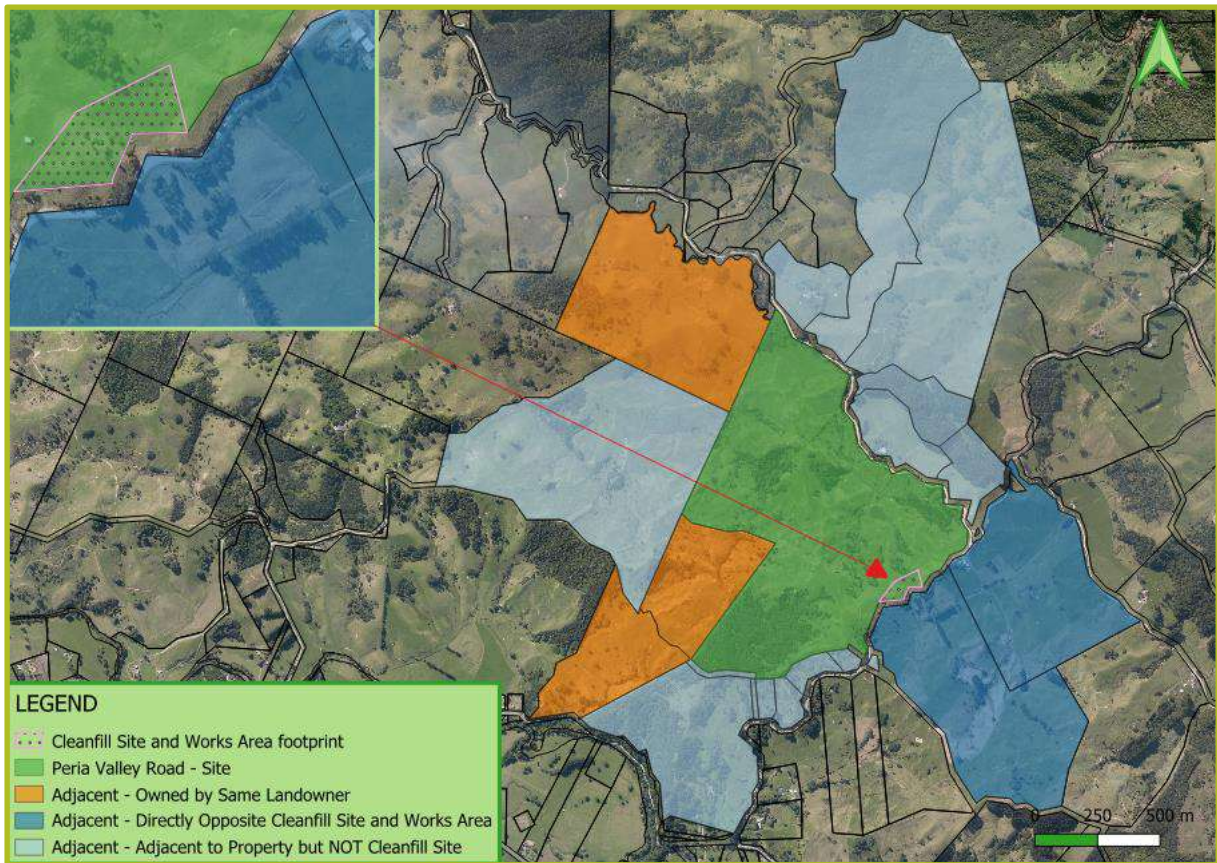 LEGEND
Cleanfill Site and Works Area footprint
Peria Valley Road - Site
Adjacent - Owned by Same Landowner
Adjacent - Directly Opposite Cleanfill Site and Works Area
Adjacent - Adjacent to Property but NOT Cleanfill Site
0 250 500 m